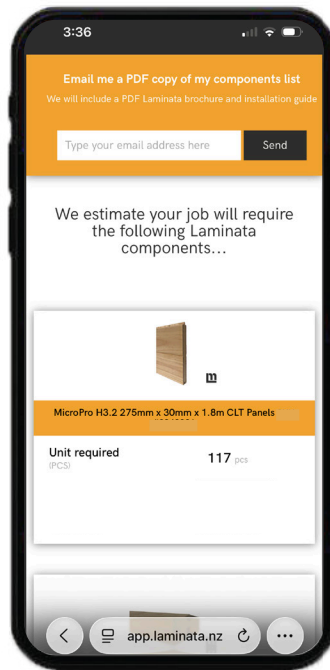 3:36
Email me a PDF copy of my components list
We will include a PDF Laminata brochure and installation guide
Type your email address here
Send
We estimate your job will require
the following Laminata
components...
m
MicroPro H3.2 275mm x 30mm x 1.8m CLT Panels
Unit required
(PCS)
117 pcs
app.laminata.nz